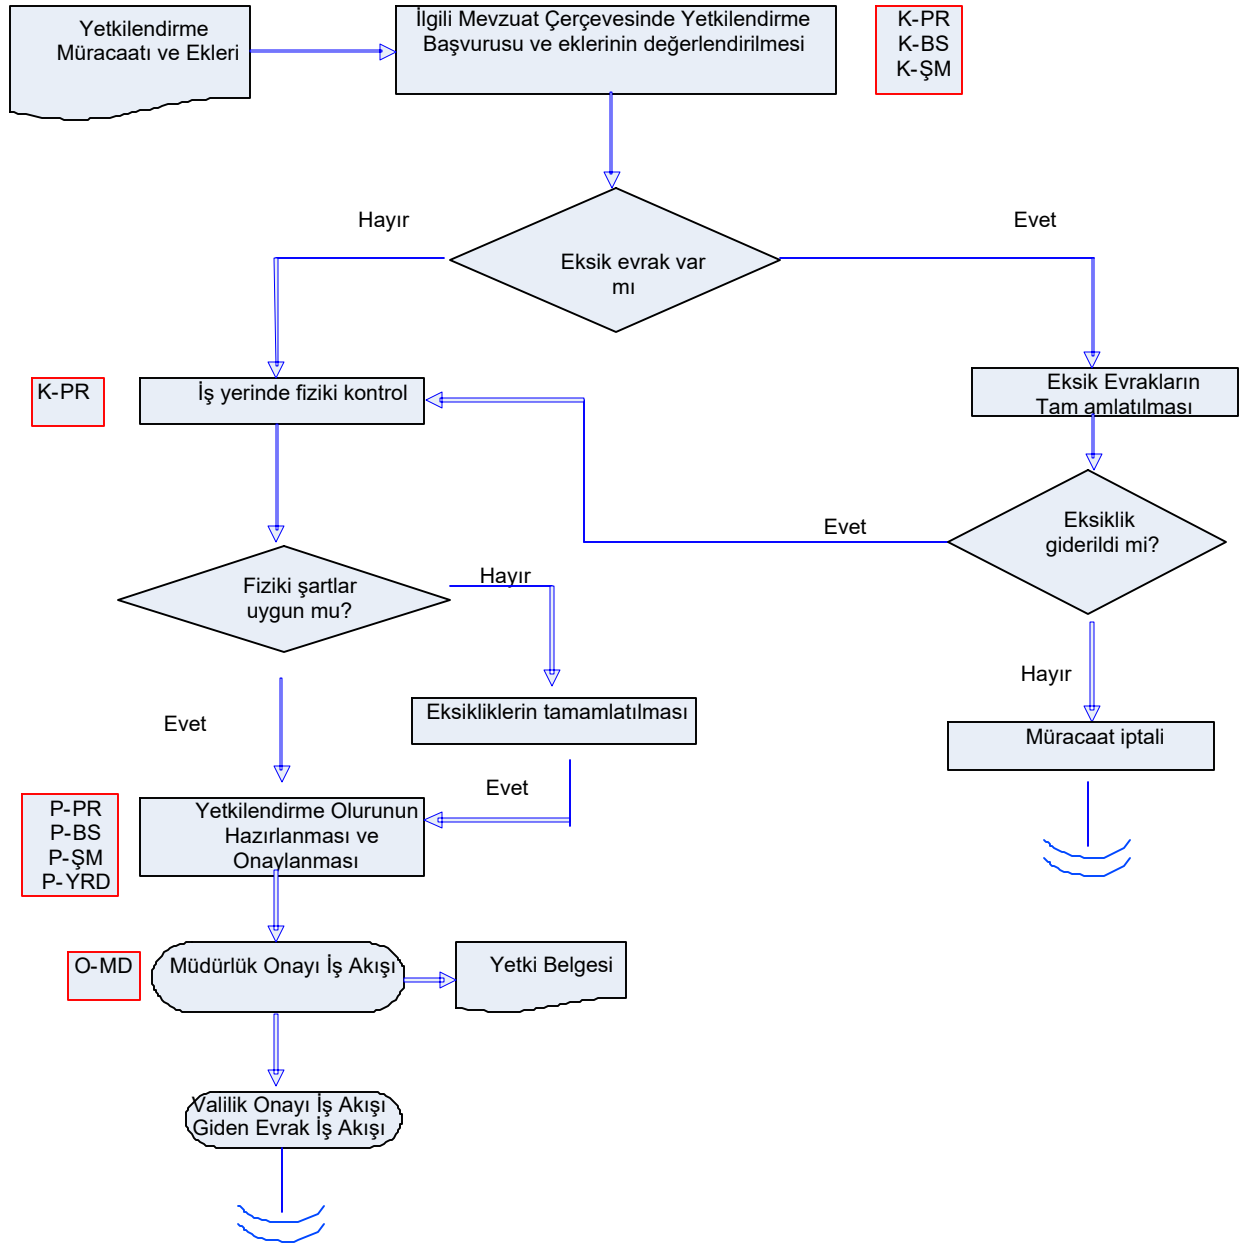 Yetkilendirme
Müracaatı ve Ekleri
İlgili Mevzuat Çerçevesinde Yetkilendirme
Başvurusu ve eklerinin değerlendirilmesi
K-PR
K-BS
K-ŞM
Hayır
Evet
Eksik evrak var
mı
K-PR
İş yerinde fiziki kontrol
Eksik Evrakların
Tam amlatılması
Evet
Eksiklik
giderildi mi?
Fiziki şartlar
uygun mu?
Hayır
Hayır
Evet
Eksikliklerin tamamlatılması
Müracaat iptali
Evet
P-PR
P-BS
P-ŞM
P-YRD
Yetkilendirme Olurunun
Hazırlanması ve
Onaylanması
O-MD
Müdürlük Onayı İş Akışı
Yetki Belgesi
Valilik Onayı İş Akışı
Giden Evrak İş Akışı